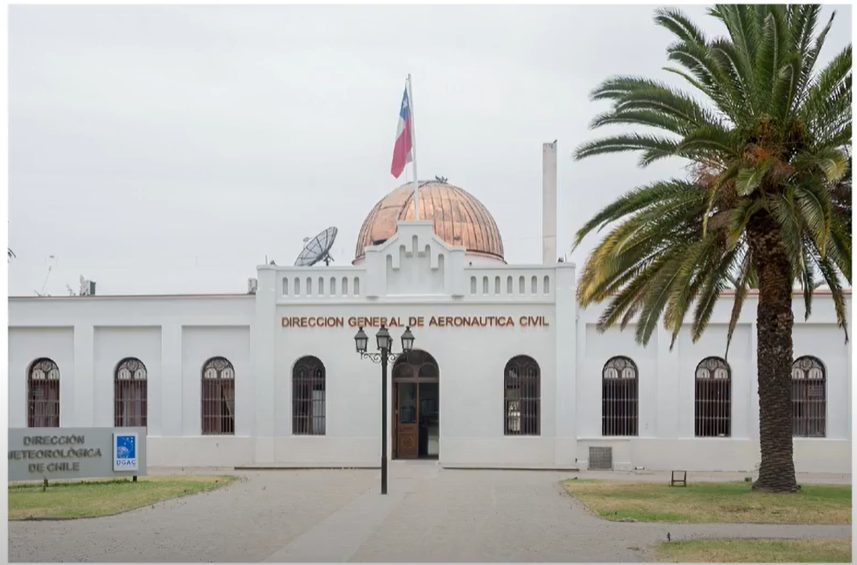 DIRECCION GENERAL DE AERONAUTICA CIVIL
DIRECCIÓN
METEOROLÓGICA
DE CHILE
DGAC